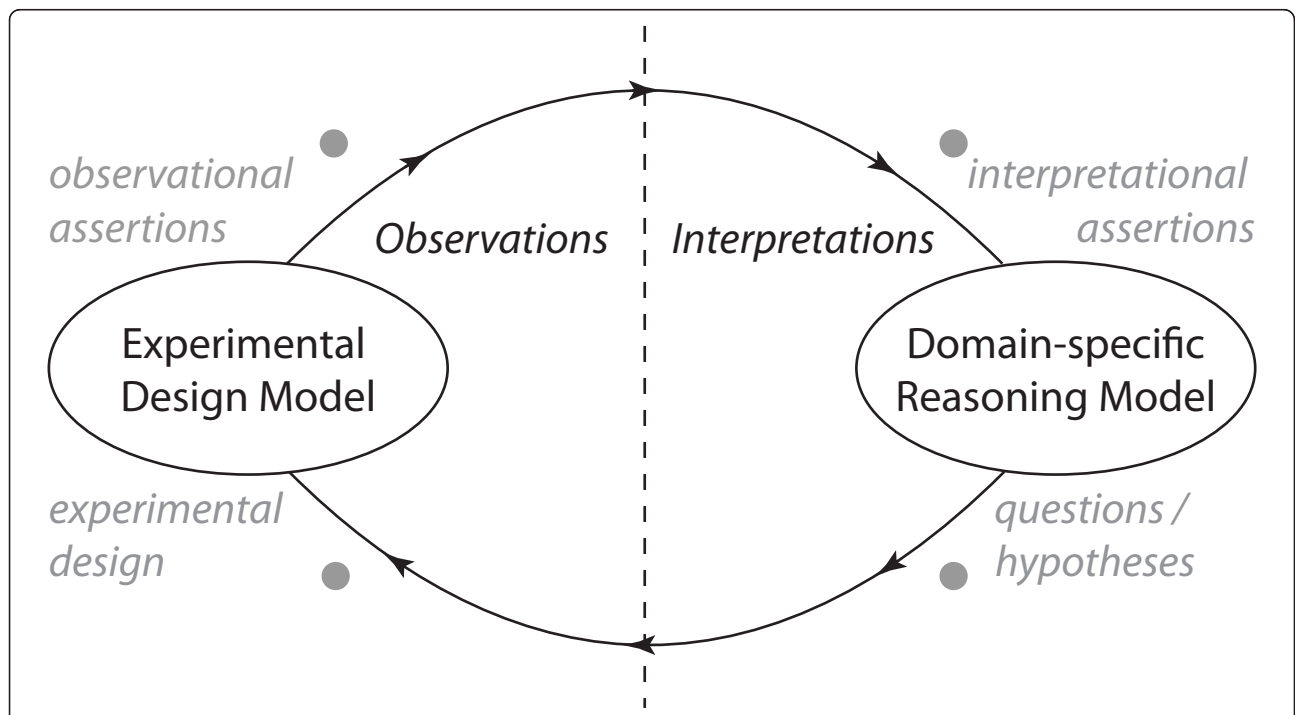 observational
assertions
interpretational
assertions
Observations
Interpretations
Experimental
Design Model
Domain-specific
Reasoning Model
experimental
design
questions /
hypotheses